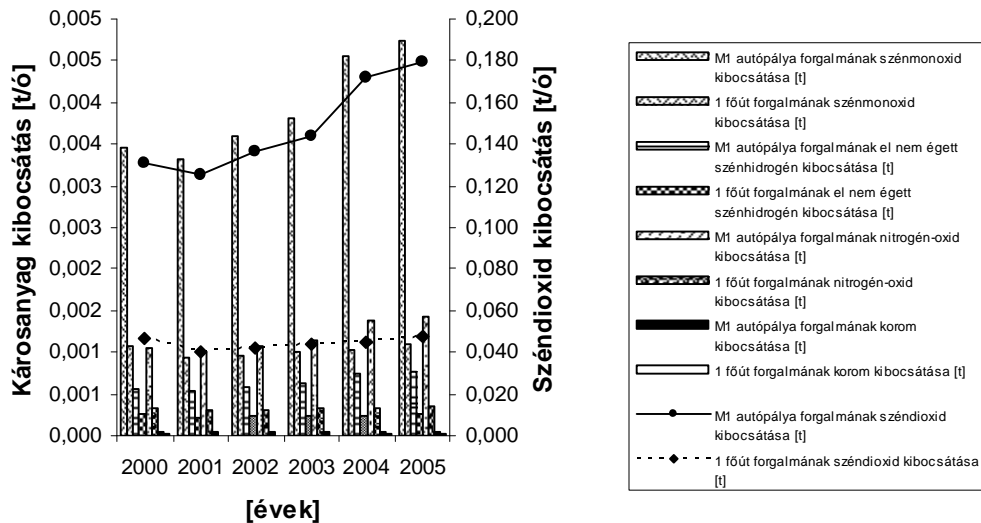 Károsanyag kibocsátás [t/ó]
0,005
0,005
0,004
0,004
0,003
0,003
0,002
0,002
0,001
0,001
0,000
0,200
0,180
0,160
0,140
0,120
0,100
0,080
0,060
0,040
0,020
0,000
Széndioxid kibocsátás [t/ó]
2000 2001 2002 2003 2004 2005
[évek]
M1 autópálya forgalmának szénmonoxid
kibocsátása [t]
1 főút forgalmának szénmonoxid
kibocsátása [t]
M1 autópálya forgalmának el nem égett
szénhidrogén kibocsátása [t]
1 főút forgalmának el nem égett
szénhidrogén kibocsátása [t]
M1 autópálya forgalmának nitrogén-oxid
kibocsátása [t]
1 főút forgalmának nitrogén-oxid
kibocsátása [t]
M1 autópálya forgalmának korom
kibocsátása [t]
1 főút forgalmának korom kibocsátása [t]
M1 autópálya forgalmának széndioxid
kibocsátása [t]
1 főút forgalmának széndioxid kibocsátása
[t]